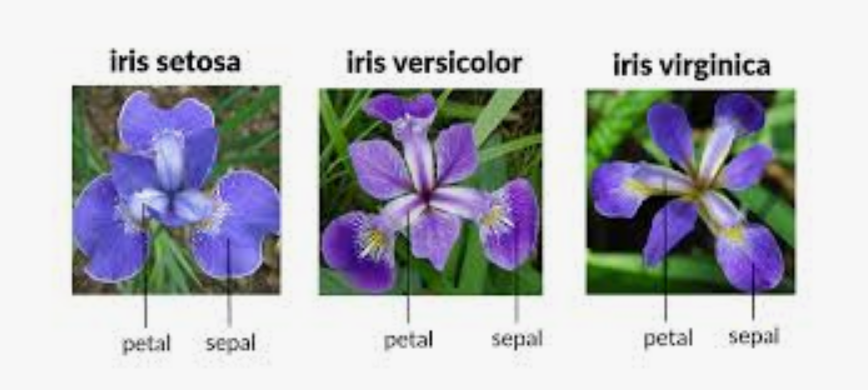 iris setosa
iris versicolor
iris virginica
petal
sepal
petal
sepal
petal
sepal